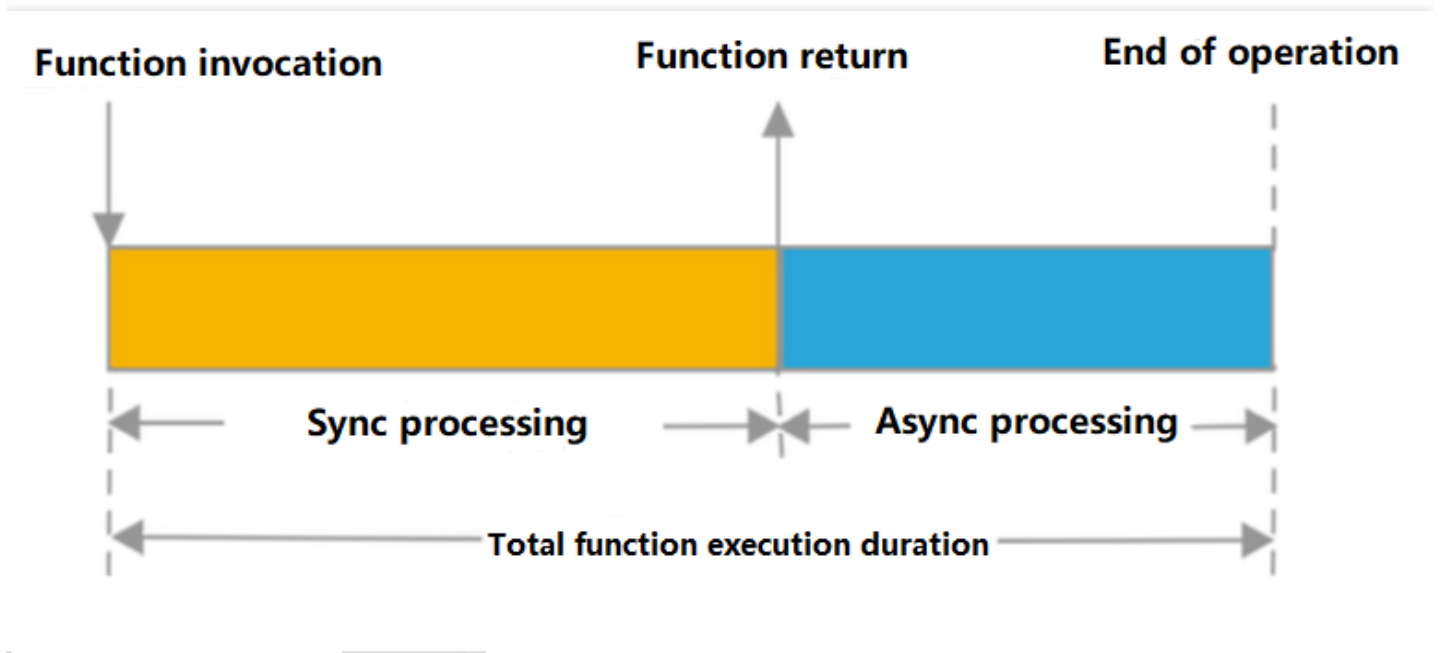 Function invocation
Function return
End of operation
Sync processing
Async processing
Total function execution duration